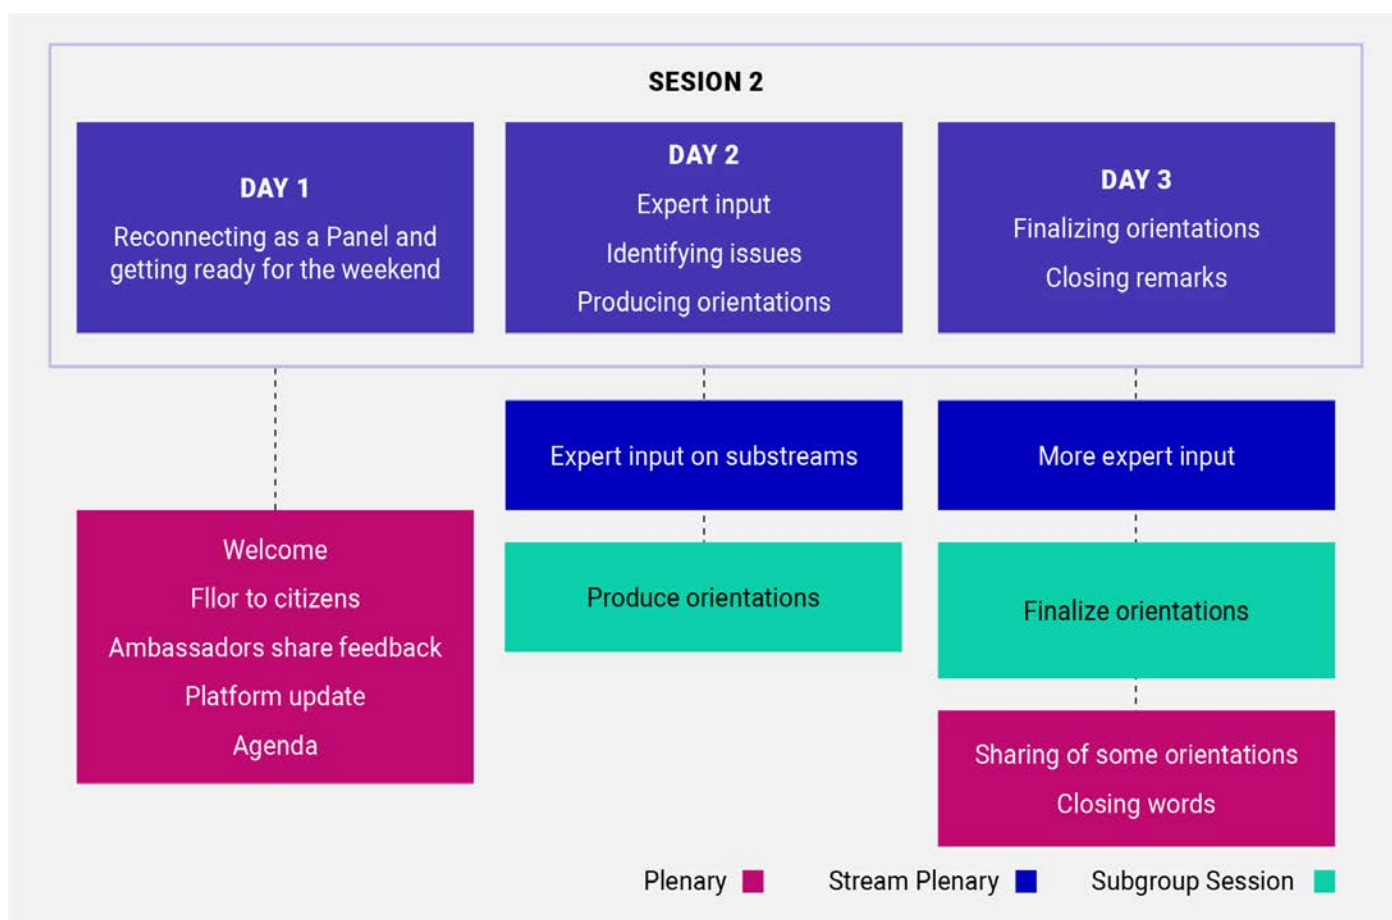 SESION 2
DAY 1
Reconnecting as a Panel and
getting ready for the weekend
DAY 2
Expert input
Identifying issues
Producing orientations
DAY 3
Finalizing orientations
Closing remarks
Expert input on substreams
More expert input
Welcome
Fllor to citizens
Ambassadors share feedback
Platform update
Agenda
Produce orientations
Finalize orientations
Sharing of some orientations
Closing words
Plenary
Stream Plenary
Subgroup Session